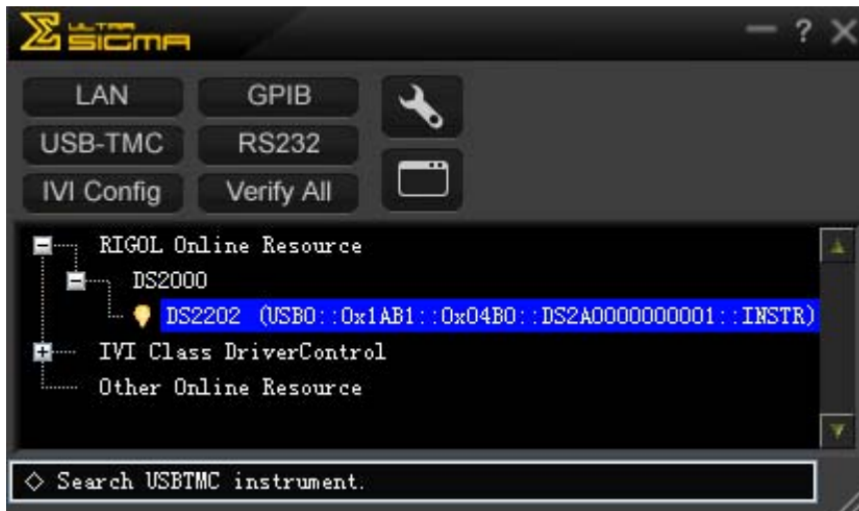 ULTRA
SIGMA
— ? ×
LAN GPIB
USB-TMC RS232
IVI Config Verify All
RIGOL Online Resource
DS2000
DS2202 (USB0::0x1AB1::0x04B0::DS2A0000000001::INSTR)
IVI Class DriverControl
Other Online Resource
◇ Search USBTMC instrument.